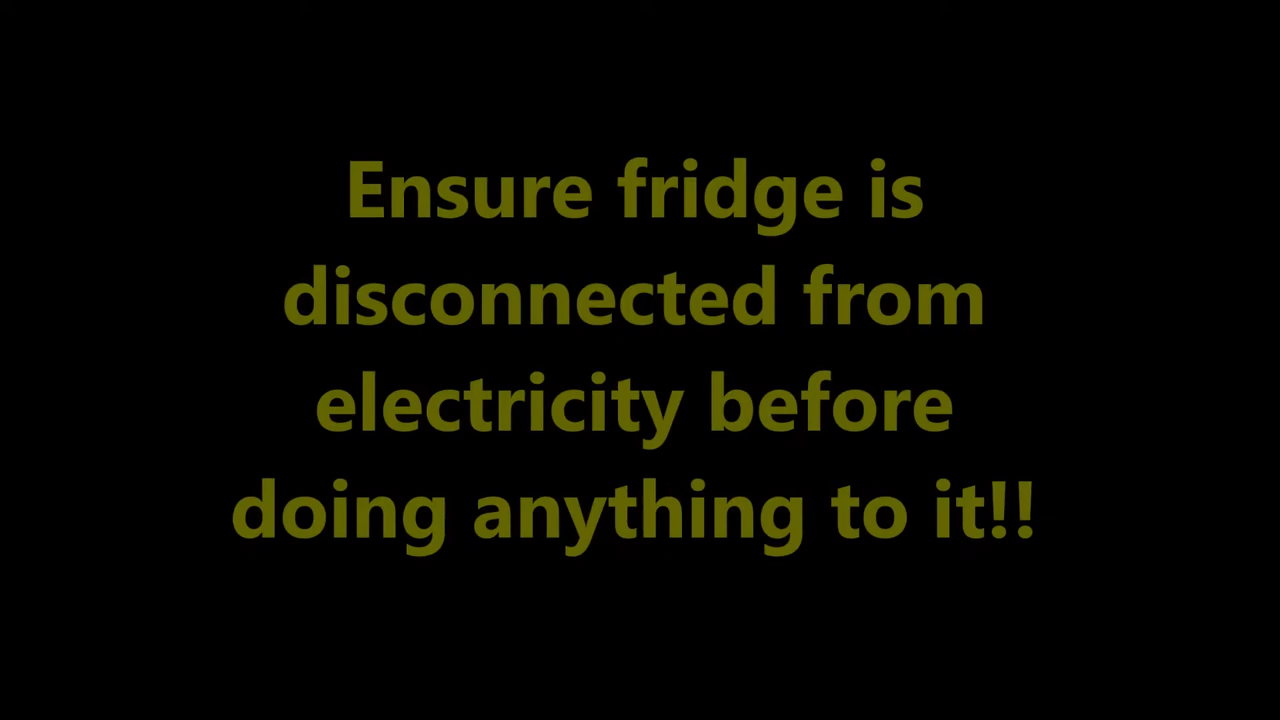 Ensure fridge is
disconnected from
electricity before
doing anything to it!!